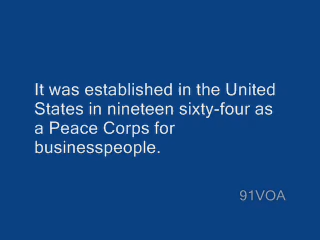 It was established in the United
States in nineteen sixty-four as
a Peace Corps for
businesspeople.
91VOA